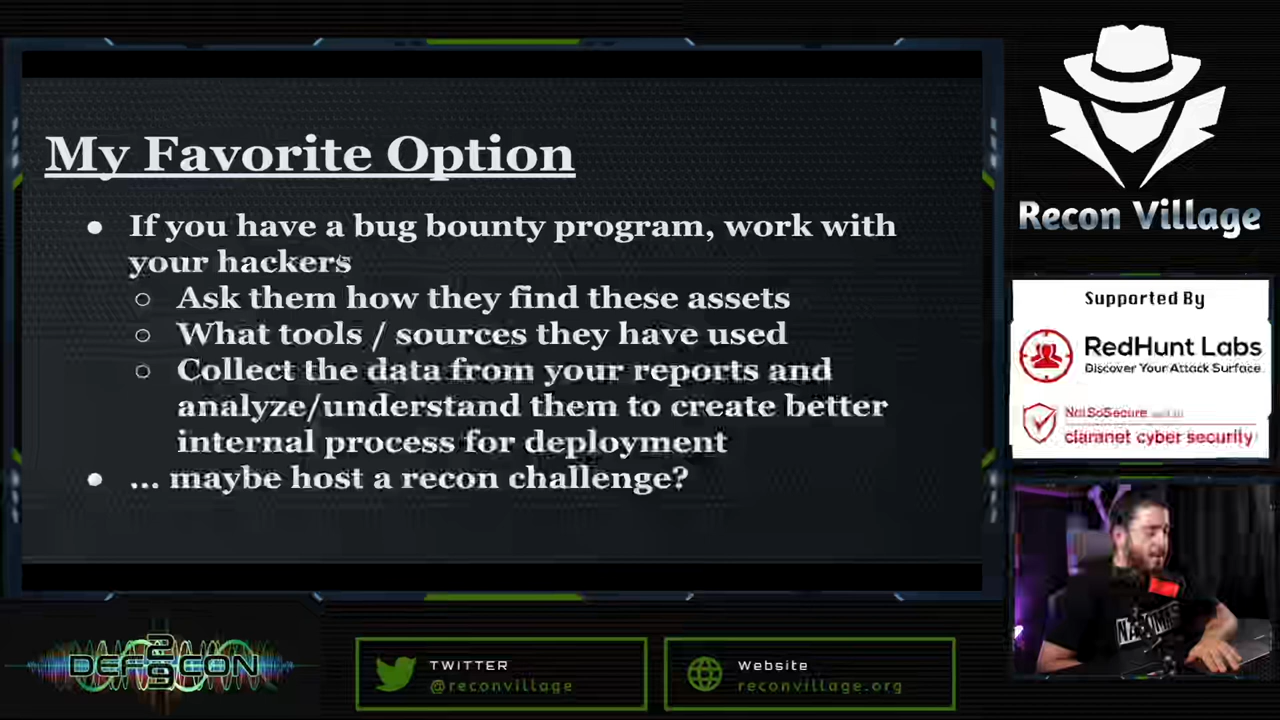 My Favorite Option
● If you have a bug bounty program, work with
your hackers
○ Ask them how they find these assets
○ What tools / sources they have used
○ Collect the data from your reports and
analyze/understand them to create better
internal process for deployment
● ... maybe host a recon challenge?
Recon Village
Supported By
RedHunt Labs
Discover Your Attack Surface
NotSoSecure
claranet cyber security
DEF CON
29
TWITTER
@reconvillage
Website
reconvillage.org